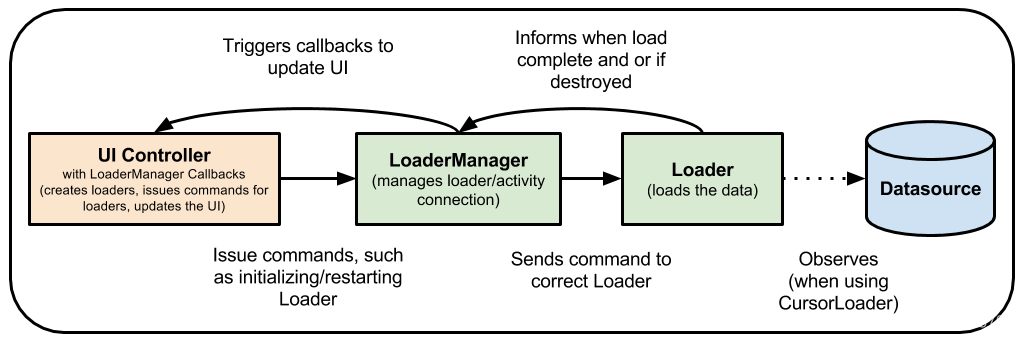 Triggers callbacks to
update UI
Informs when load
complete and or if
destroyed
UI Controller
with LoaderManager Callbacks
(creates loaders, issues commands for
loaders, updates the UI)
LoaderManager
(manages loader/activity
connection)
Loader
(loads the data)
Datasource
Issue commands, such
as initializing/restarting
Loader
Sends command to
correct Loader
Observes
(when using
CursorLoader)